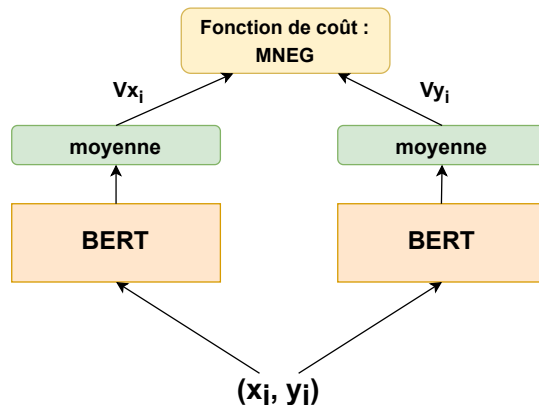 Fonction de coût :
MNEG
Vxi Vyi
moyenne moyenne
BERT BERT
(xi, yi)